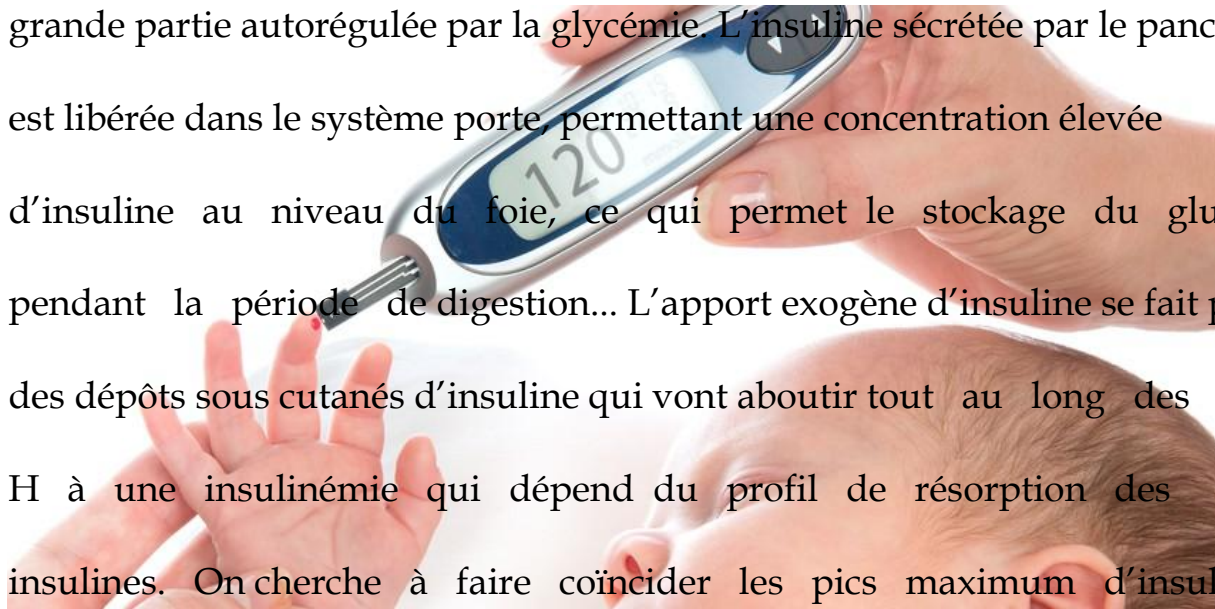 grande partie autorégulée par la glycémie. L’insuline sécrétée par le panc
est libérée dans le système porte, permettant une concentration élevée
120
d’insuline au niveau du foie, ce qui permet le stockage du glu
pendant la période de digestion... L’apport exogène d’insuline se fait p
des dépôts sous cutanés d’insuline qui vont aboutir tout au long des
H à une insulinémie qui dépend du profil de résorption des
insulines. On cherche à faire coïncider les pics maximum d’insul